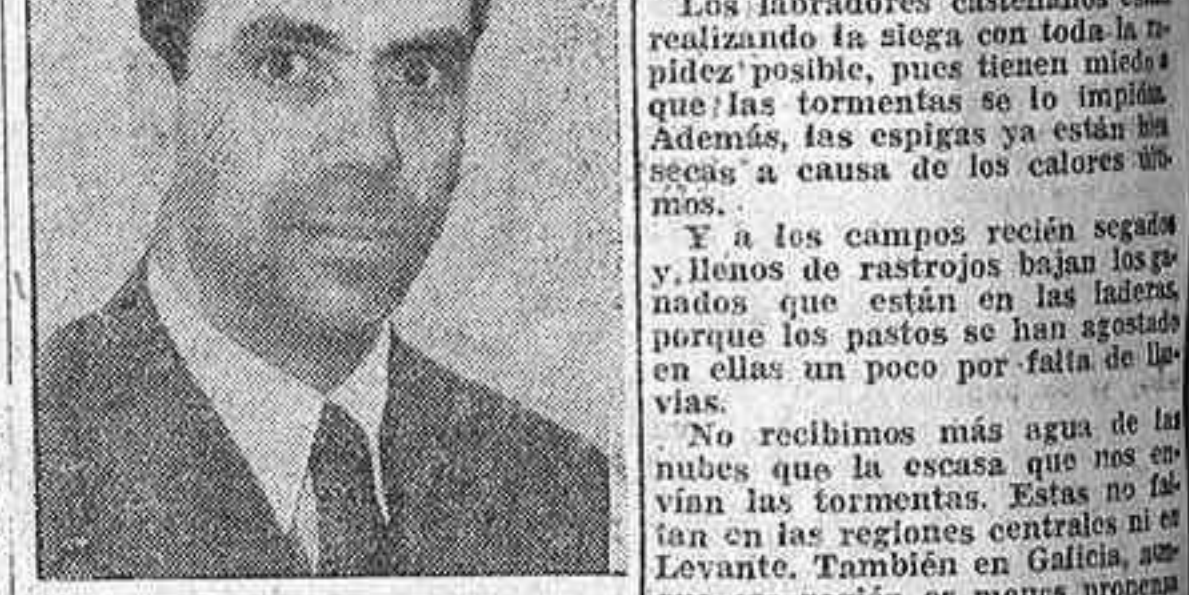 Los labradores castellanos están
realizando la siega con toda la ra-
pidez posible, pues tienen miedo a
que las tormentas se lo impidan.
Además, las espigas ya están bien
secas a causa de los calores últi-
mos.
Y a los campos recién segados
y llenos de rastrojos bajan los ga-
nados que están en las laderas,
porque los pastos se han agostado
en ellas un poco por falta de llu-
vias.
No recibimos más agua de las
nubes que la escasa que nos en-
vían las tormentas. Estas no fal-
tan en las regiones centrales ni en
Levante. También en Galicia, aun-
es menos propensa